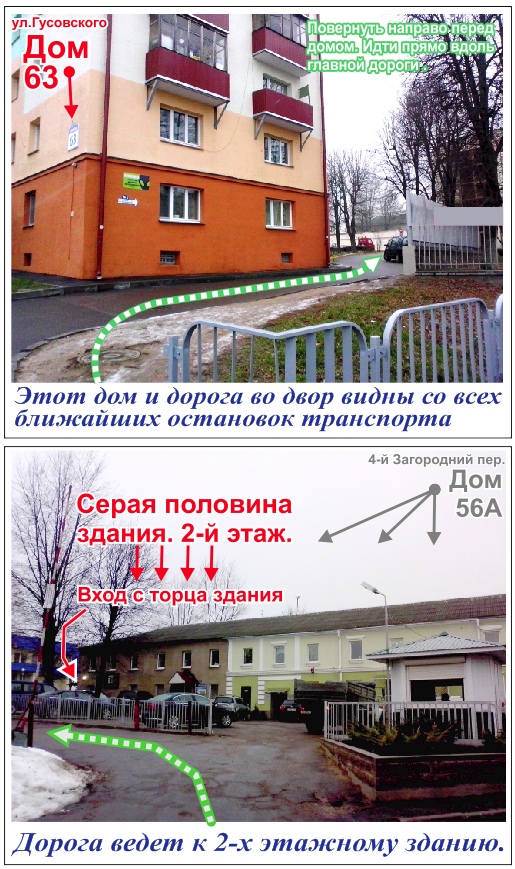 ул.Гусовского
Дом
63
Повернуть направо перед
домом. Идти прямо вдоль
главной дороги .
63
Этот дом и дорога во двор видны со всех
ближайших остановок транспорта
4-й Загородний пер.
Дом
56А
Серая половина
здания. 2-й этаж.
Вход с торца здания
Дорога ведет к 2-х этажному зданию.